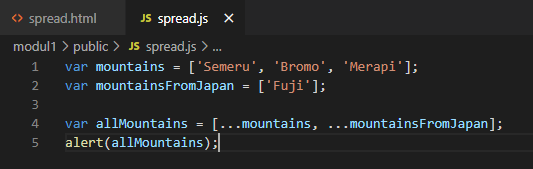 <> spread.html JS spread.js ×
modul1 > public > JS spread.js > ...
1 var mountains = ['Semeru', 'Bromo', 'Merapi'];
2 var mountainsFromJapan = ['Fuji'];
3
4 var allMountains = [...mountains, ...mountainsFromJapan];
5 alert(allMountains);